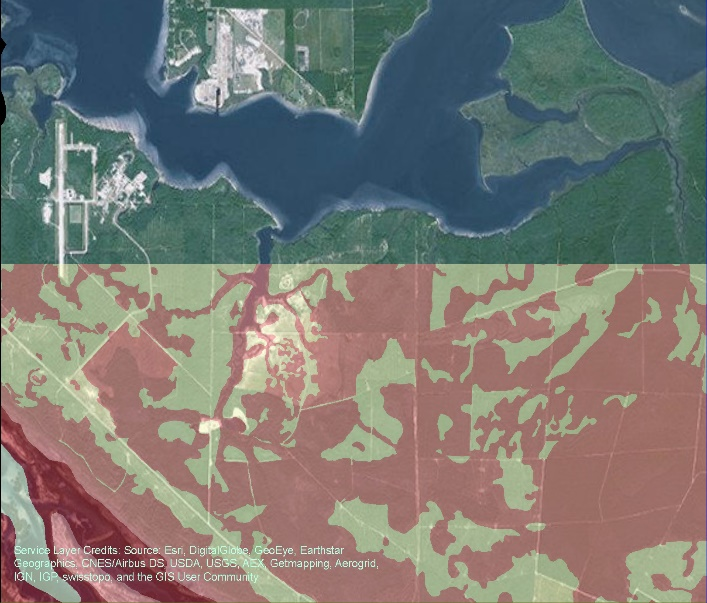 Service Layer Credits: Source: Esri, DigitalGlobe, GeoEye, Earthstar
Geographics, CNES/Airbus DS, USDA, USGS, AEX, Getmapping, Aerogrid,
IGN, IGP, swisstopo, and the GIS User Community